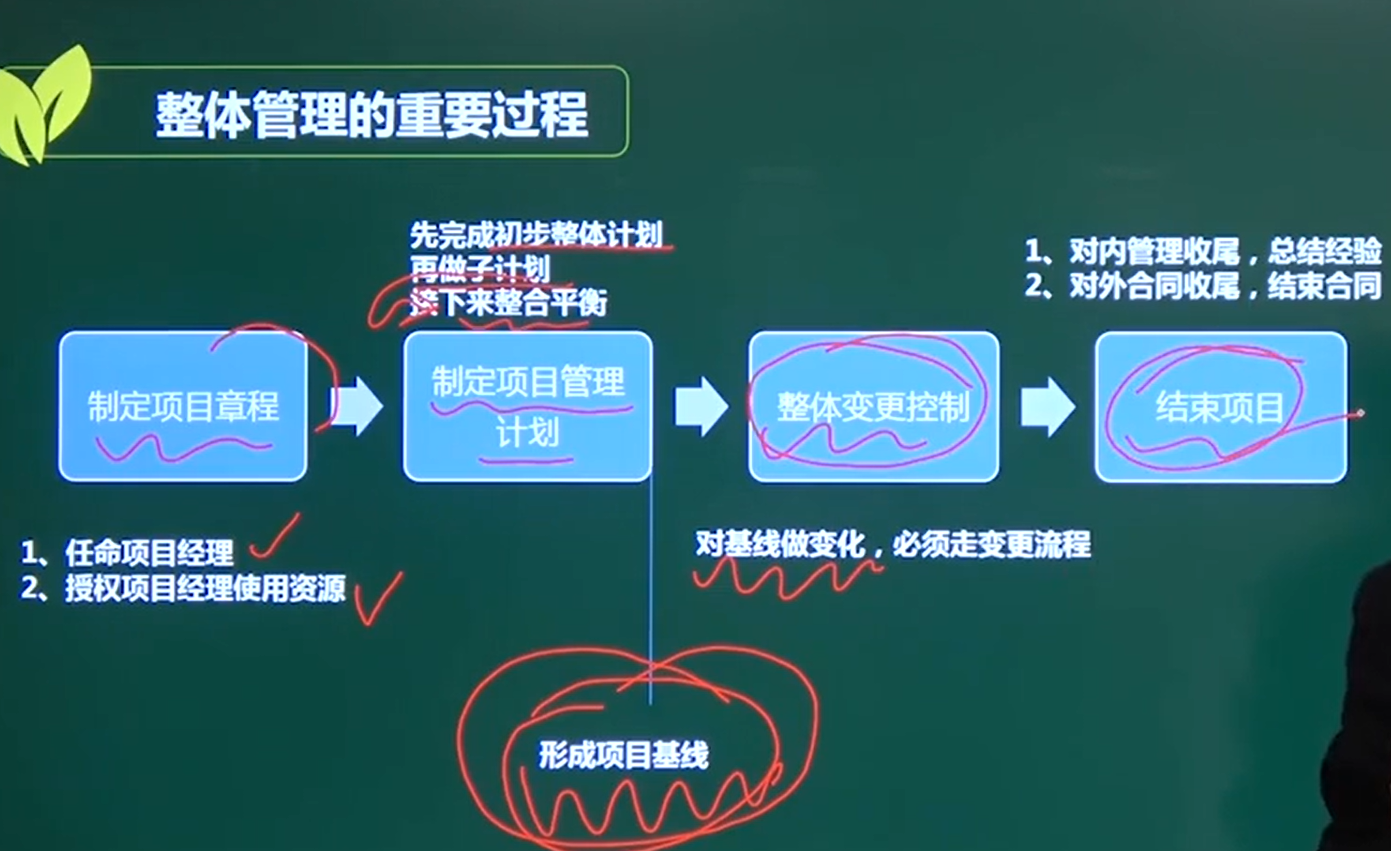 整体管理的重要过程
先完成初步整体计划
再做子计划
接下来整合平衡
1、对内管理收尾，总结经验
2、对外合同收尾，结束合同
制定项目章程
制定项目管理
计划
整体变更控制
结束项目
1、任命项目经理
2、授权项目经理使用资源
对基线做变化，必须走变更流程
形成项目基线